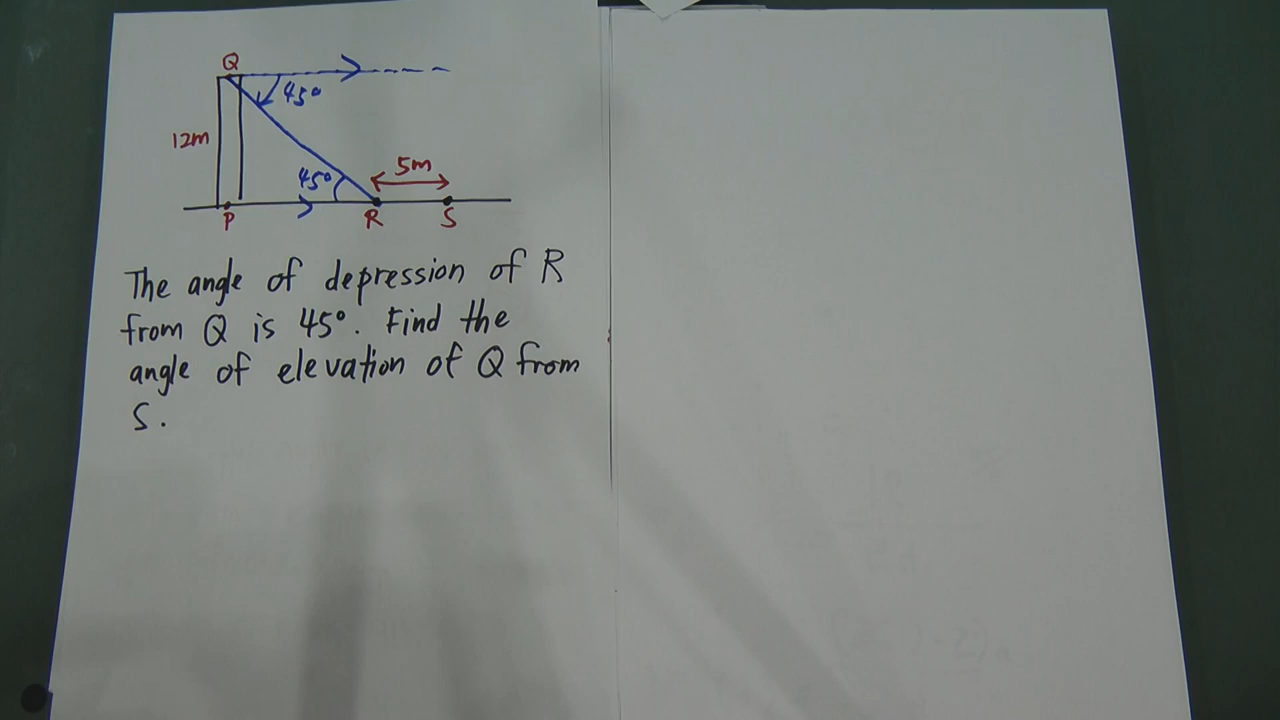 Q
45°
12m
45°
5m
P
R
S
The angle of depression of R
from Q is 45°. Find the
angle of elevation of Q from
S.